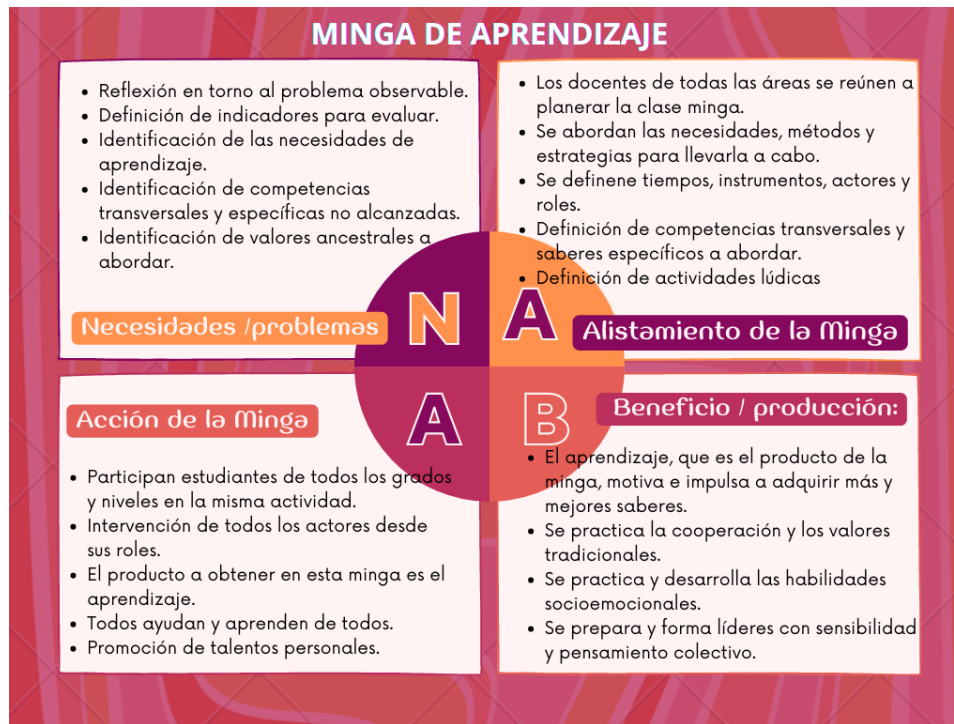 MINGA DE APRENDIZAJE
• Reflexión en torno al problema observable.
• Definición de indicadores para evaluar.
• Identificación de las necesidades de
aprendizaje.
• Identificación de competencias
transversales y específicas no alcanzadas.
• Identificación de valores ancestrales a
abordar.
Necesidades /problemas
N
• Los docentes de todas las áreas se reúnen a
planerar la clase minga.
• Se abordan las necesidades, métodos y
estrategias para llevarla a cabo.
• Se definene tiempos, instrumentos, actores y
roles.
• Definición de competencias transversales y
saberes específicos a abordar.
• Definición de actividades lúdicas
A
Alistamiento de la Minga
Acción de la Minga
A
• Participan estudiantes de todos los grados
y niveles en la misma actividad.
• Intervención de todos los actores desde
sus roles.
• El producto a obtener en esta minga es el
aprendizaje.
• Todos ayudan y aprenden de todos.
• Promoción de talentos personales.
B
Beneficio / producción:
• El aprendizaje, que es el producto de la
minga, motiva e impulsa a adquirir más y
mejores saberes.
• Se practica la cooperación y los valores
tradicionales.
• Se practica y desarrolla las habilidades
socioemocionales.
• Se prepara y forma líderes con sensibilidad
y pensamiento colectivo.